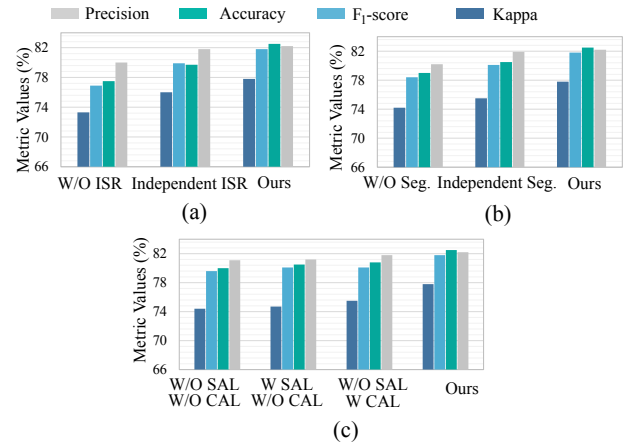 Precision Accuracy F₁-score Kappa
Metric Values (%)
82
78
74
70
66
W/O ISR Independent ISR Ours
(a)
Metric Values (%)
82
78
74
70
66
W/O Seg. Independent Seg. Ours
(b)
Metric Values (%)
82
78
74
70
66
W/O SAL W SAL W/O SAL Ours
W/O CAL W/O CAL W CAL
(c)